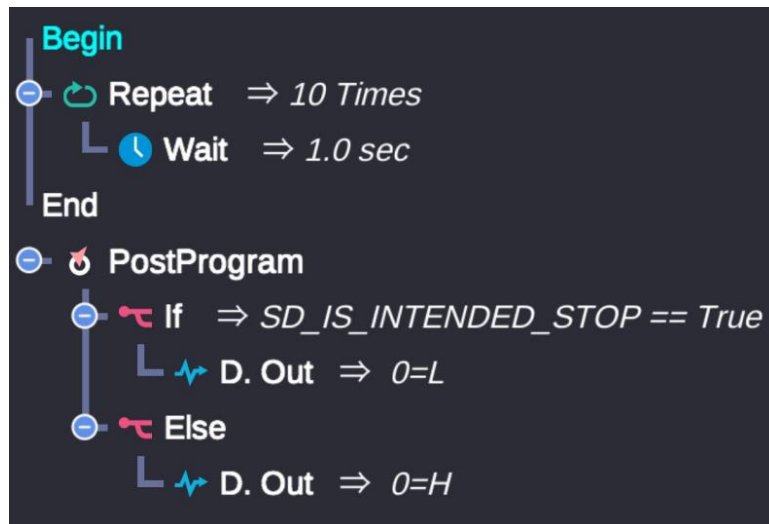 Begin
Repeat ⇒ 10 Times
Wait ⇒ 1.0 sec
End
PostProgram
If ⇒ SD_IS_INTENDED_STOP == True
D. Out ⇒ 0=L
Else
D. Out ⇒ 0=H